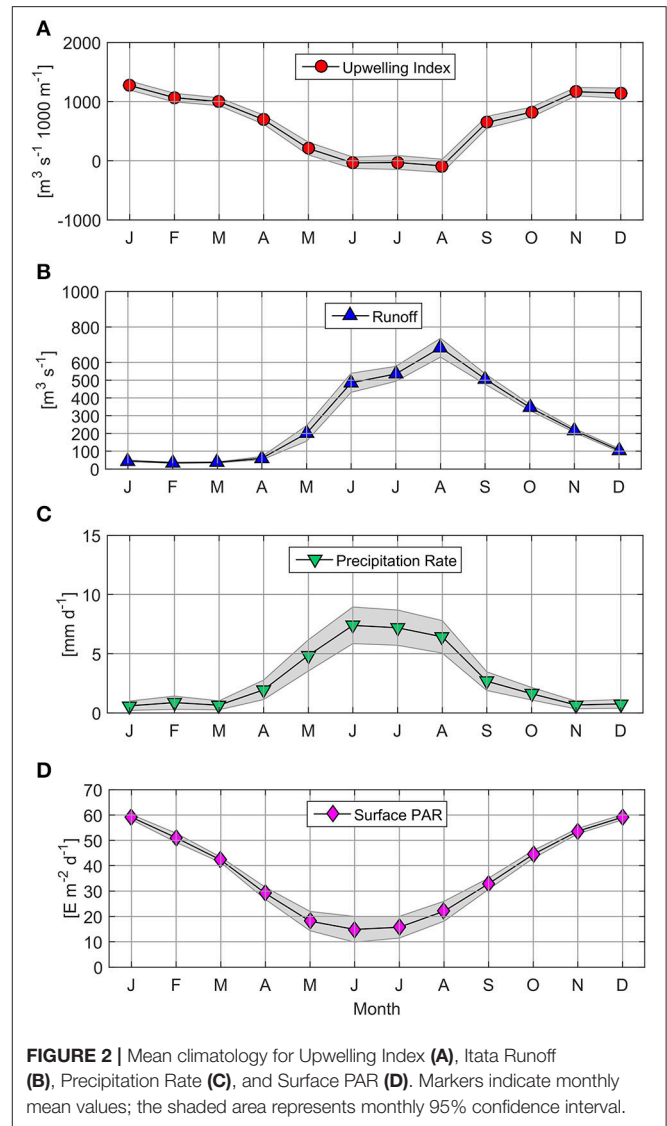 A
2000
Upwelling Index
1000
0
-1000
[m³ s⁻¹ 1000 m⁻¹]
J F M A M J J A S O N D
B
1000
Runoff
800
600
500
400
300
200
100
0
[m³ s⁻¹]
J F M A M J J A S O N D
C
15
Precipitation Rate
10
5
0
[mm d⁻¹]
J F M A M J J A S O N D
D
70
Surface PAR
60
50
40
30
20
10
0
[E m⁻² d⁻¹]
J F M A M J J A S O N D
Month
FIGURE 2 | Mean climatology for Upwelling Index (A), Itata Runoff
(B), Precipitation Rate (C), and Surface PAR (D). Markers indicate monthly
mean values; the shaded area represents monthly 95% confidence interval.